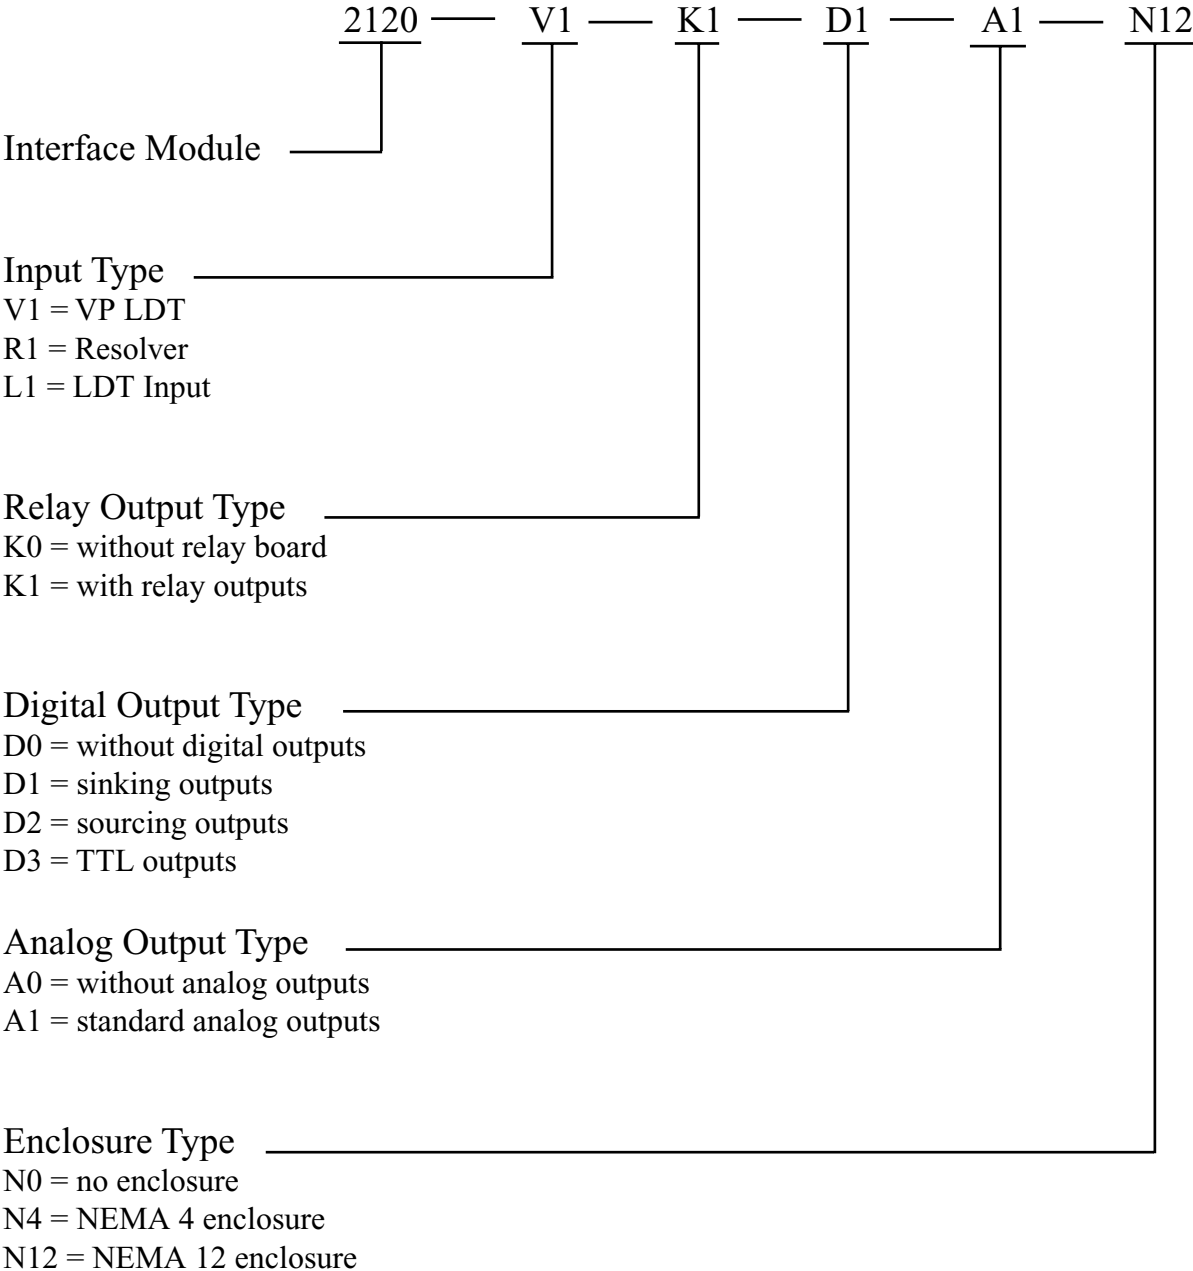 2120 — V1 — K1 — D1 — A1 — N12
Interface Module
Input Type
V1 = VP LDT
R1 = Resolver
L1 = LDT Input
Relay Output Type
K0 = without relay board
K1 = with relay outputs
Digital Output Type
D0 = without digital outputs
D1 = sinking outputs
D2 = sourcing outputs
D3 = TTL outputs
Analog Output Type
A0 = without analog outputs
A1 = standard analog outputs
Enclosure Type
N0 = no enclosure
N4 = NEMA 4 enclosure
N12 = NEMA 12 enclosure